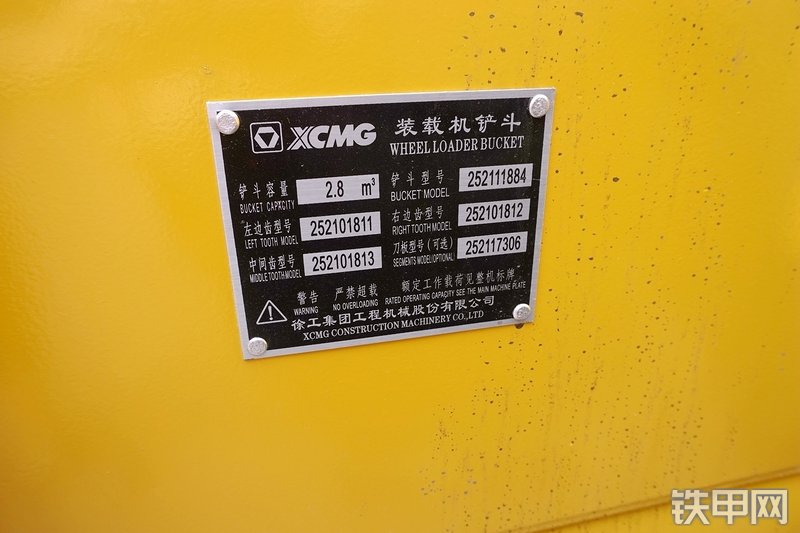 XCMG 装载机铲斗
WHEEL LOADER BUCKET
铲斗容量 2.8 m³ 铲斗型号 252111884
BUCKET CAPACITY BUCKET MODEL
左边齿型号 252101811 右边齿型号 252101812
LEFT TOOTH MODEL RIGHT TOOTH MODEL
中间齿型号 252101813 刀板型号(可选) 252117306
MIDDLE TOOTH MODEL SEGMENTS MODEL(OPTIONAL)
警告 严禁超载 额定工作载荷见整机标牌
WARNING NO OVERLOADING RATED OPERATING CAPACITY SEE THE MAIN MACHINE PLATE
徐工集团工程机械股份有限公司
XCMG CONSTRUCTION MACHINERY CO.,LTD
铁甲网